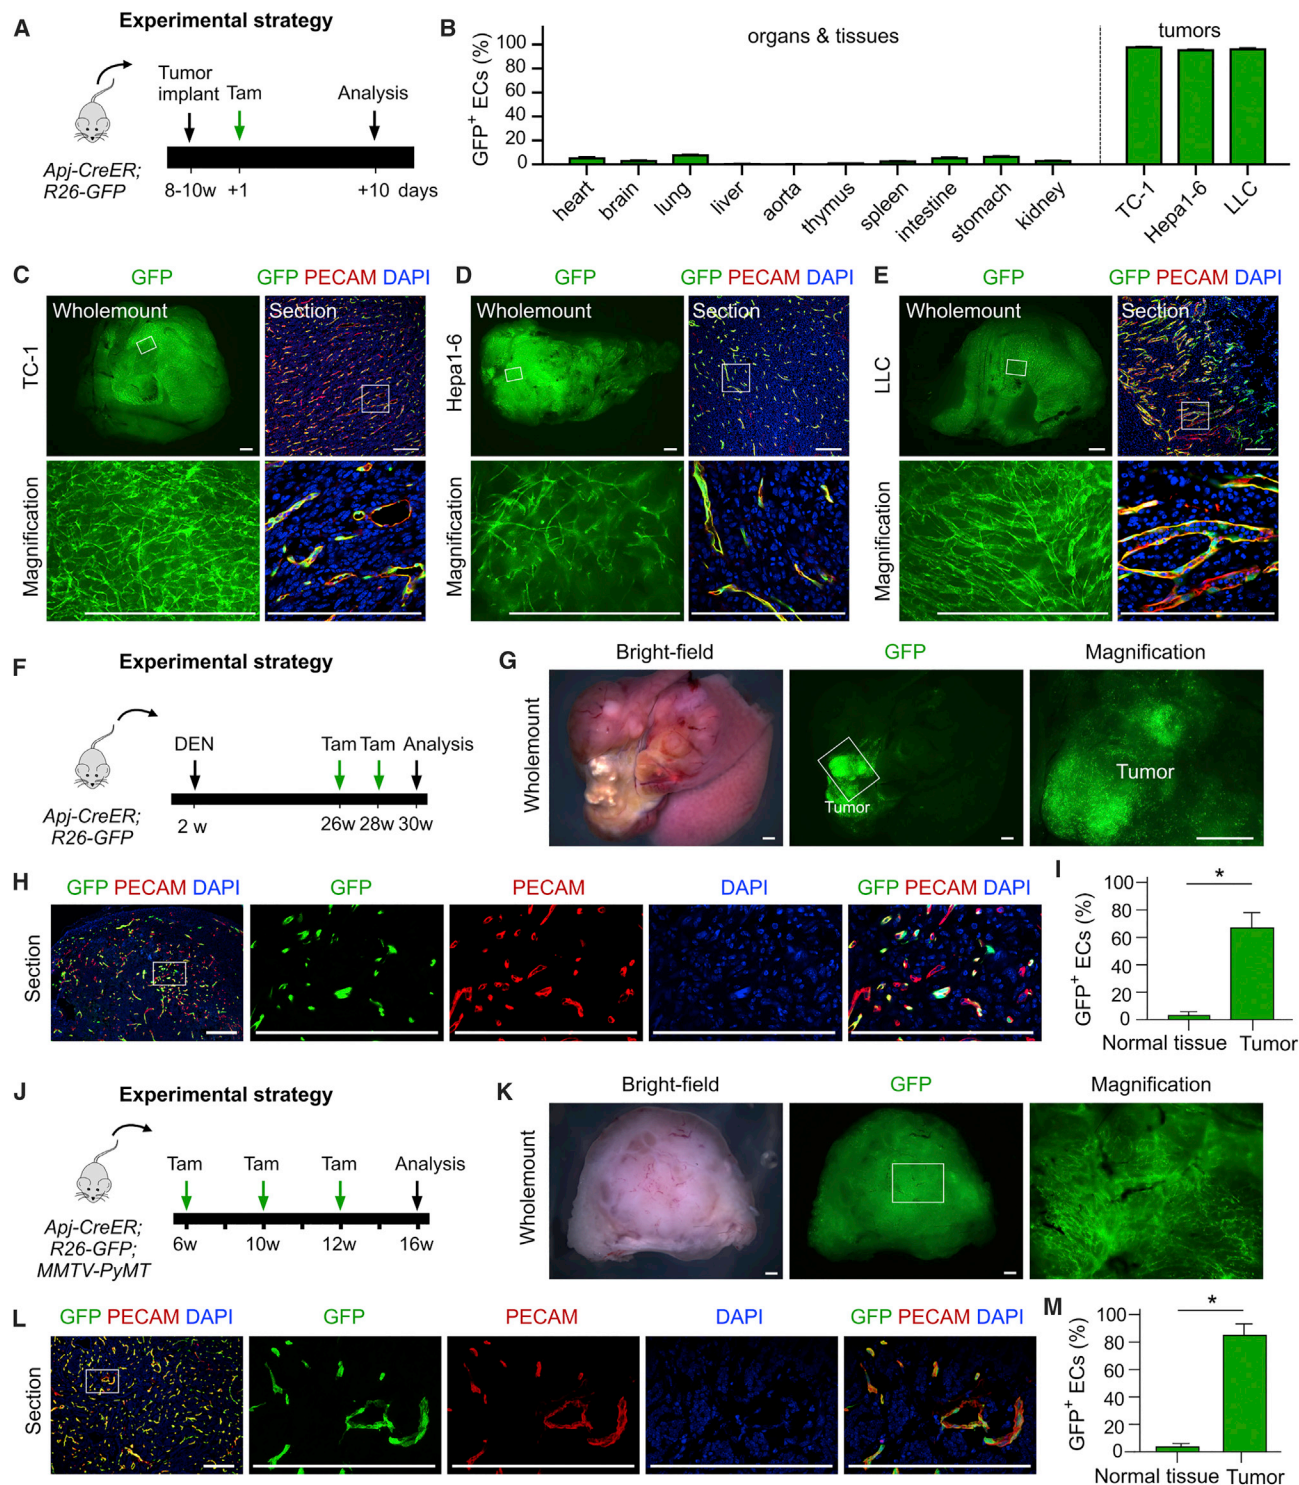 A
Experimental strategy
Tumor
implant
Tam
Analysis
Apj-CreER;
R26-GFP
8-10w
+1
+10 days
B
organs & tissues
tumors
GFP+ ECs (%)
100
80
60
40
20
0
heart
brain
lung
liver
aorta
thymus
spleen
intestine
stomach
kidney
TC-1
Hepa1-6
LLC
C
GFP
GFP PECAM DAPI
TC-1
Wholemount
Section
Magnification
D
GFP
GFP PECAM DAPI
Hepa1-6
Wholemount
Section
Magnification
E
GFP
GFP PECAM DAPI
LLC
Wholemount
Section
Magnification
F
Experimental strategy
DEN
Tam
Tam
Analysis
Apj-CreER;
R26-GFP
2 w
26w
28w
30w
G
Bright-field
GFP
Magnification
Wholemount
Tumor
Tumor
H
GFP PECAM DAPI
GFP
PECAM
DAPI
GFP PECAM DAPI
Section
I
GFP+ ECs (%)
100
80
60
40
20
0
*
Normal tissue
Tumor
J
Experimental strategy
Tam
Tam
Tam
Analysis
Apj-CreER;
R26-GFP;
MMTV-PyMT
6w
10w
12w
16w
K
Bright-field
GFP
Magnification
Wholemount
L
GFP PECAM DAPI
GFP
PECAM
DAPI
GFP PECAM DAPI
Section
M
GFP+ ECs (%)
100
80
60
40
20
0
*
Normal tissue
Tumor